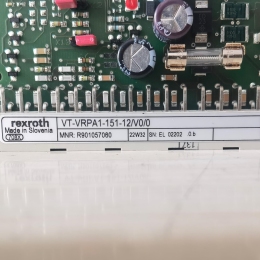 rexroth VT-VRPA1-151-12/V0/0
Made in Slovenia
MNR: R901057060 22W32 SN EL 02202 0.b